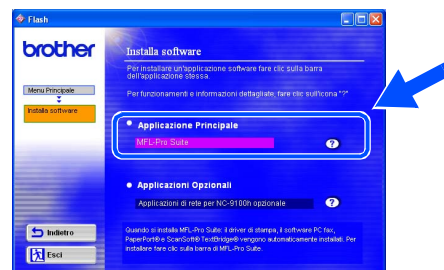 Flash
brother
Installa software
Per installare un'applicazione software fare clic sulla barra
dell'applicazione stessa.
Per funzionamenti e informazioni dettagliate, fare clic sull'icona "?"
Menu Principale
Installa software
Applicazione Principale
MFL-Pro Suite
?
Applicazioni Opzionali
Applicazioni di rete per NC-9100h opzionale
?
Quando si installa MFL-Pro Suite: il driver di stampa, il software PC fax,
PaperPort® e ScanSoft® TextBridge® vengono automaticamente installati. Per
installare fare clic sulla barra di MFL-Pro Suite.
Indietro
Esci